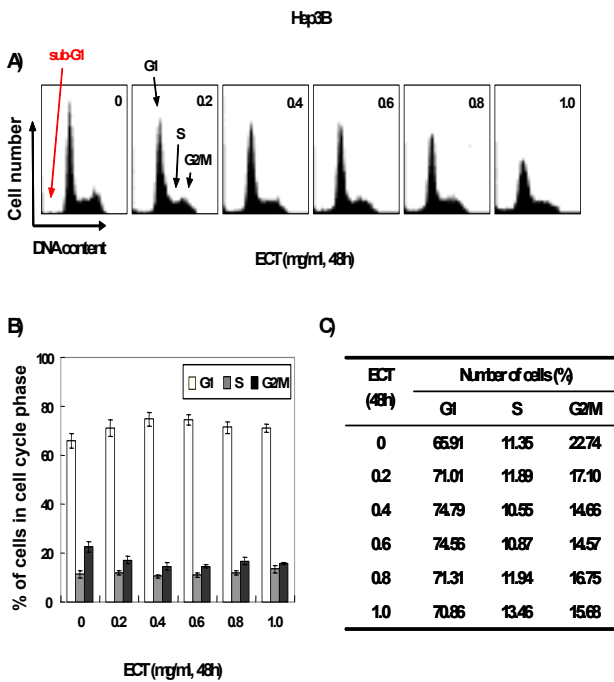 Hep3B
A)
sub-G1
G1
S
G2/M
0
0.2
0.4
0.6
0.8
1.0
Cell number
DNA content
ECT (mg/ml, 48h)
B)
% of cells in cell cycle phase
100
80
60
40
20
0
G1 S G2/M
0 0.2 0.4 0.6 0.8 1.0
ECT (mg/ml, 48h)
C)
ECT (48h) Number of cells (%)
G1 S G2/M
0 65.91 11.35 22.74
0.2 71.01 11.89 17.10
0.4 74.79 10.55 14.66
0.6 74.56 10.87 14.57
0.8 71.31 11.94 16.75
1.0 70.86 13.46 15.68